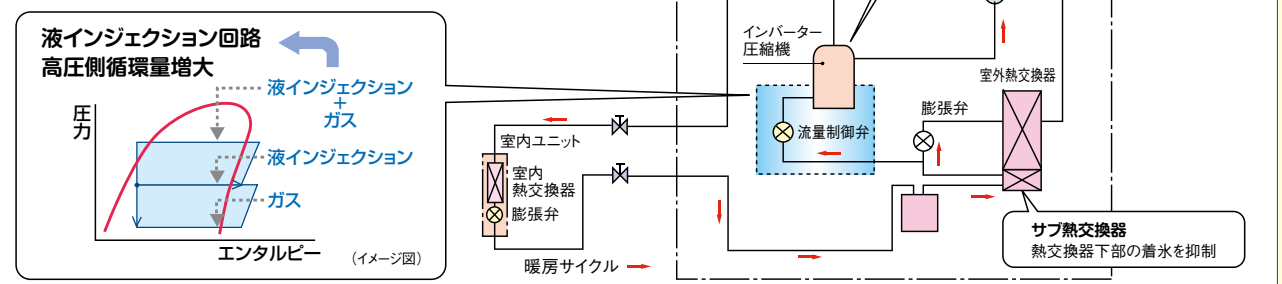 液インジェクション回路
高圧側循環量増大
圧力
液インジェクション
+
ガス
液インジェクション
ガス
エンタルピー
(イメージ図)
インバーター
圧縮機
流量制御弁
室内ユニット
室内
熱交換器
膨張弁
暖房サイクル
室外熱交換器
膨張弁
サブ熱交換器
熱交換器下部の着氷を抑制